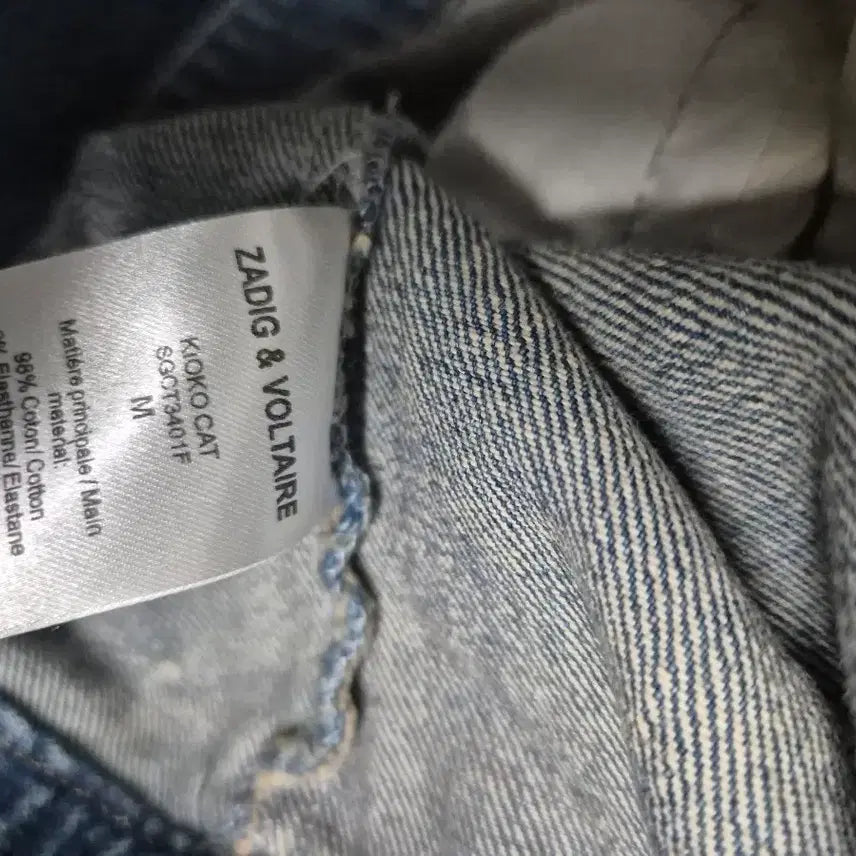 ZADIG & VOLTAIRE
KIOKO CAT
SGCT3401F
M
Matière principale / Main
material:
98% Coton/ Cotton
% Elasthanne/ Elastane